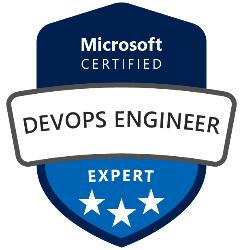 Microsoft
CERTIFIED
DEVOPS ENGINEER
EXPERT